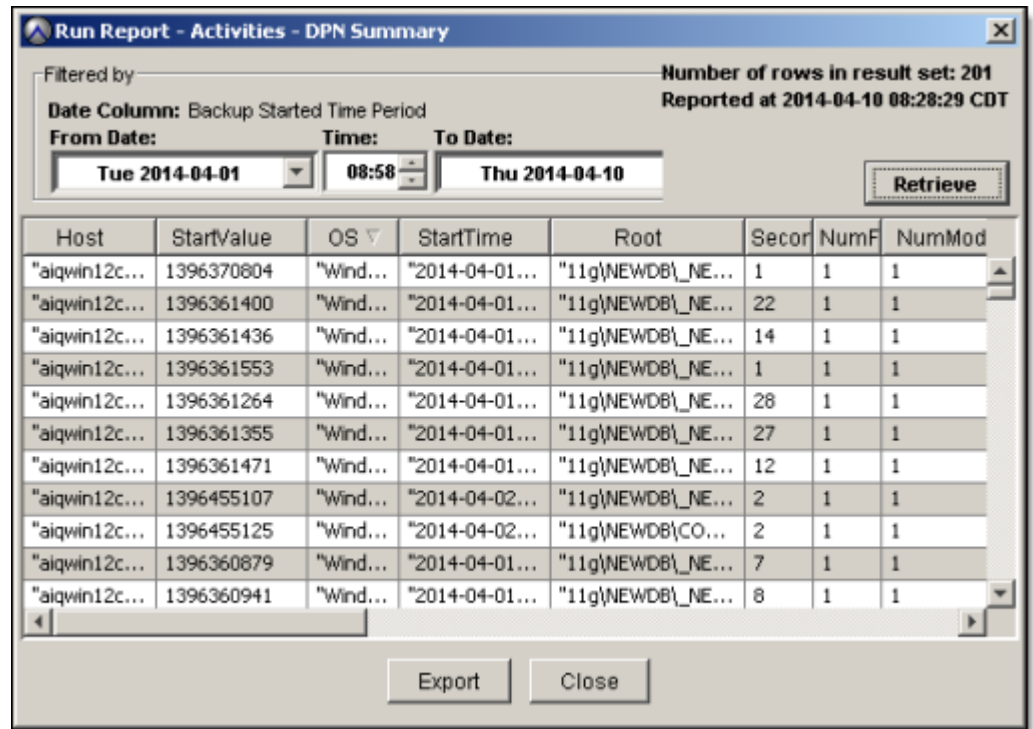 Run Report - Activities - DPN Summary
Filtered by
Number of rows in result set: 201
Reported at 2014-04-10 08:28:29 CDT
Date Column: Backup Started Time Period
From Date: Time: To Date:
Tue 2014-04-01 08:58 Thu 2014-04-10
Retrieve
Host StartValue OS StartTime Root Secor NumF NumMod
"aiqwin12c... 1396370804 "Wind... "2014-04-01... "11g\NEWDB\_NE... 1 1 1
"aiqwin12c... 1396361400 "Wind... "2014-04-01... "11g\NEWDB\_NE... 22 1 1
"aiqwin12c... 1396361436 "Wind... "2014-04-01... "11g\NEWDB\_NE... 14 1 1
"aiqwin12c... 1396361553 "Wind... "2014-04-01... "11g\NEWDB\_NE... 1 1 1
"aiqwin12c... 1396361264 "Wind... "2014-04-01... "11g\NEWDB\_NE... 28 1 1
"aiqwin12c... 1396361355 "Wind... "2014-04-01... "11g\NEWDB\_NE... 27 1 1
"aiqwin12c... 1396361471 "Wind... "2014-04-01... "11g\NEWDB\_NE... 12 1 1
"aiqwin12c... 1396455107 "Wind... "2014-04-02... "11g\NEWDB\_NE... 2 1 1
"aiqwin12c... 1396455125 "Wind... "2014-04-02... "11g\NEWDB\CO... 2 1 1
"aiqwin12c... 1396360879 "Wind... "2014-04-01... "11g\NEWDB\_NE... 7 1 1
"aiqwin12c... 1396360941 "Wind... "2014-04-01... "11g\NEWDB\_NE... 8 1 1
Export Close